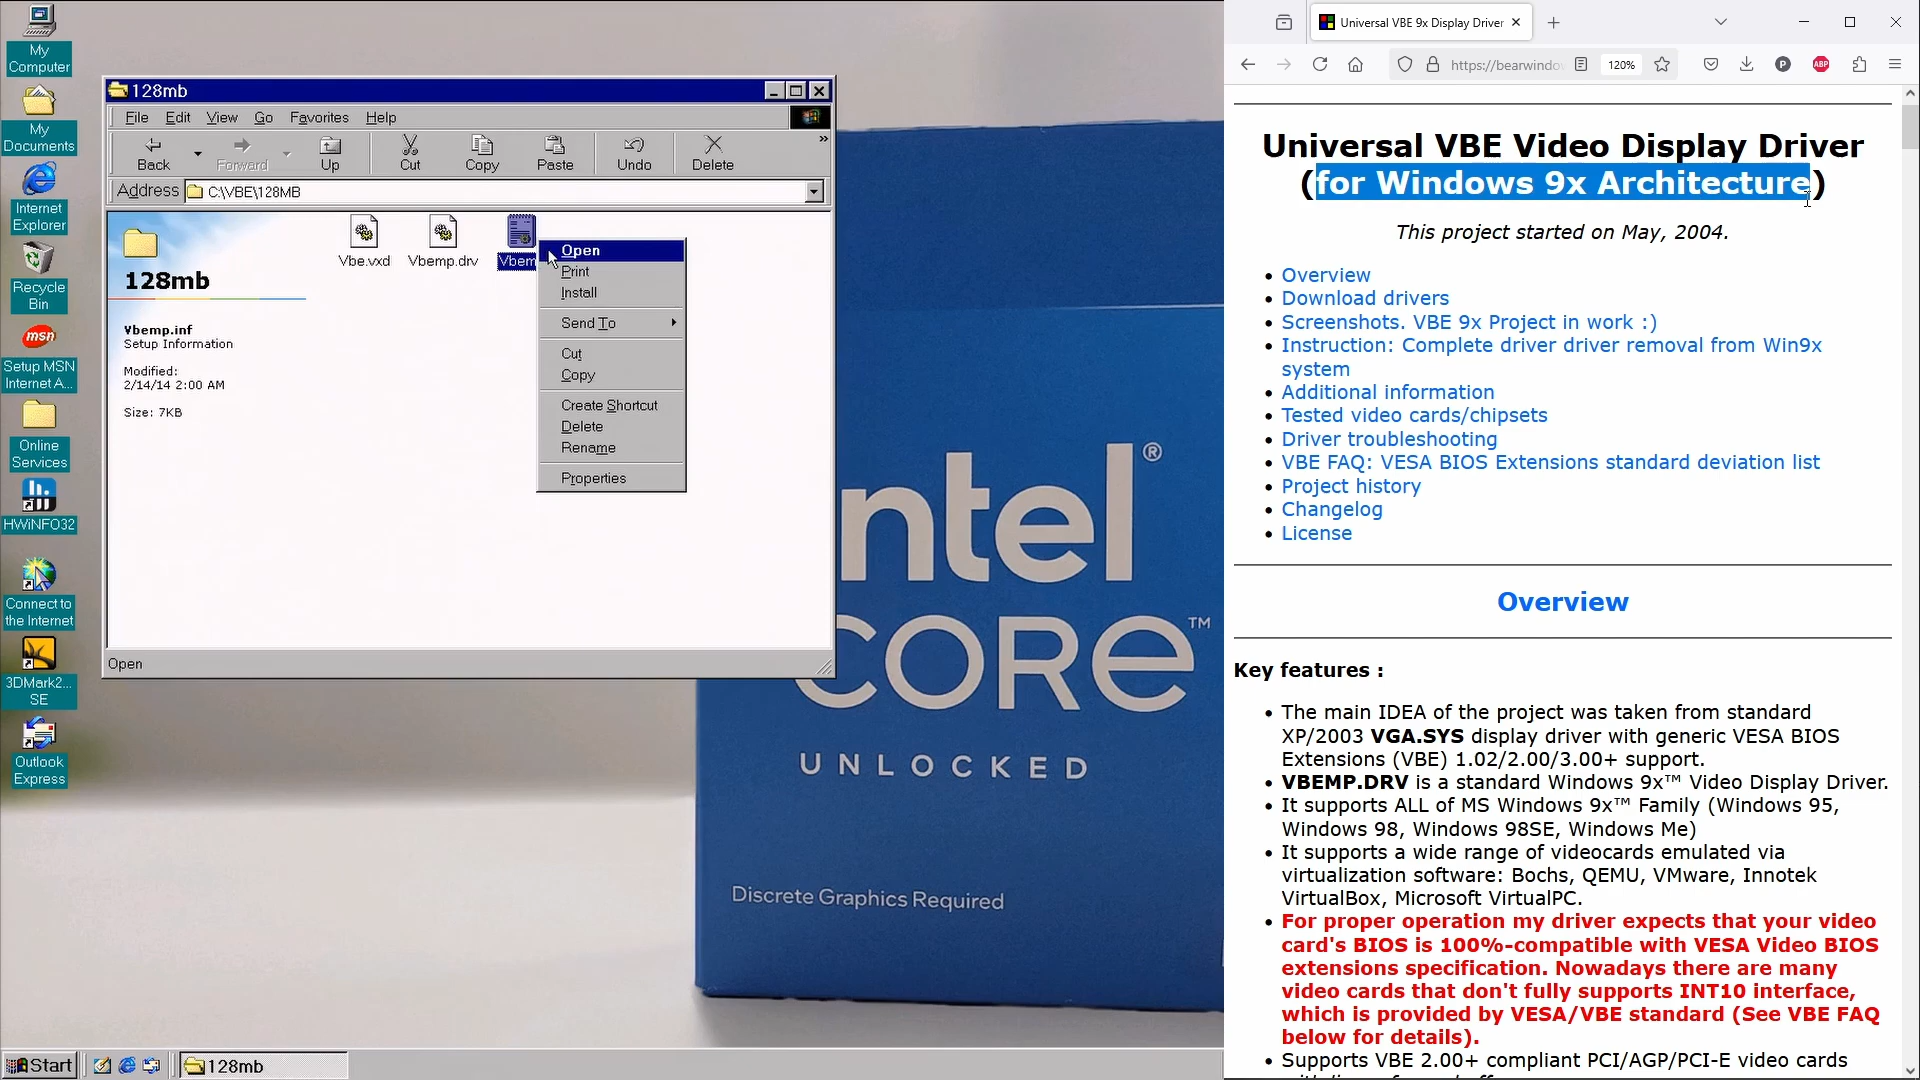 My
Computer
My
Documents
Internet
Explorer
Recycle
Bin
msn
Setup MSN
Internet A...
Online
Services
HWiNFO32
Connect to
the Internet
3DMark2...
SE
Outlook
Express
128mb
File Edit View Go Favorites Help
Back Forward Up Cut Copy Paste Undo Delete »
Address C:\VBE\128MB
128mb
Vbemp.inf
Setup Information
Modified:
2/14/14 2:00 AM
Size: 7KB
Vbe.vxd Vbemp.drv Vbem
Open
Print
Install
Send To
Cut
Copy
Create Shortcut
Delete
Rename
Properties
Open
ntel®
CORE™
UNLOCKED
Discrete Graphics Required
Start 128mb
Universal VBE 9x Display Driver
https://bearwindo 120% P ABP
Universal VBE Video Display Driver
(for Windows 9x Architecture)
This project started on May, 2004.
• Overview
• Download drivers
• Screenshots. VBE 9x Project in work :)
• Instruction: Complete driver driver removal from Win9x
system
• Additional information
• Tested video cards/chipsets
• Driver troubleshooting
• VBE FAQ: VESA BIOS Extensions standard deviation list
• Project history
• Changelog
• License
Overview
Key features :
• The main IDEA of the project was taken from standard
XP/2003 VGA.SYS display driver with generic VESA BIOS
Extensions (VBE) 1.02/2.00/3.00+ support.
• VBEMP.DRV is a standard Windows 9x™ Video Display Driver.
• It supports ALL of MS Windows 9x™ Family (Windows 95,
Windows 98, Windows 98SE, Windows Me)
• It supports a wide range of videocards emulated via
virtualization software: Bochs, QEMU, VMware, Innotek
VirtualBox, Microsoft VirtualPC.
• For proper operation my driver expects that your video
card's BIOS is 100%-compatible with VESA Video BIOS
extensions specification. Nowadays there are many
video cards that don't fully supports INT10 interface,
which is provided by VESA/VBE standard (See VBE FAQ
below for details).
• Supports VBE 2.00+ compliant PCI/AGP/PCI-E video cards